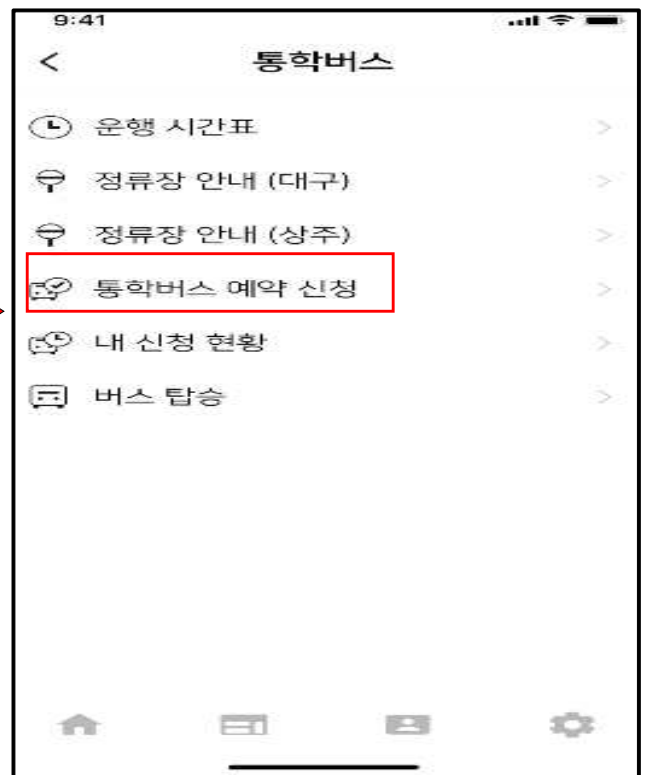 9:41
통학버스
운행 시간표
정류장 안내 (대구)
정류장 안내 (상주)
통학버스 예약 신청
내 신청 현황
버스 탑승